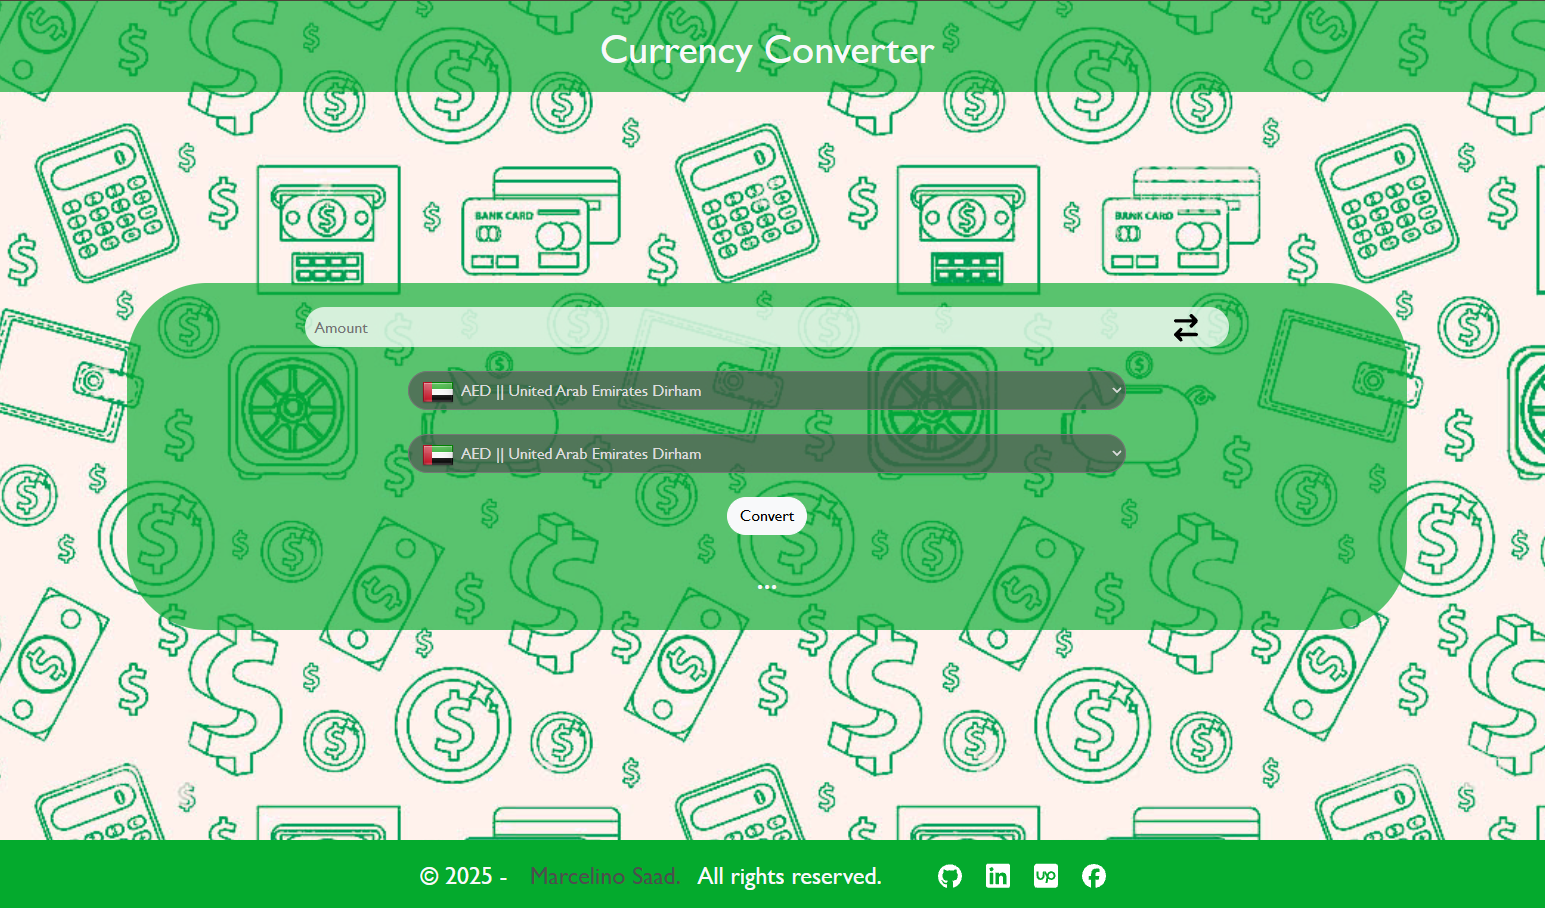 Currency Converter
BANK CARD
BANK CARD
Amount
AED || United Arab Emirates Dirham
AED || United Arab Emirates Dirham
Convert
...
© 2025 - Marcelino Saad. All rights reserved.